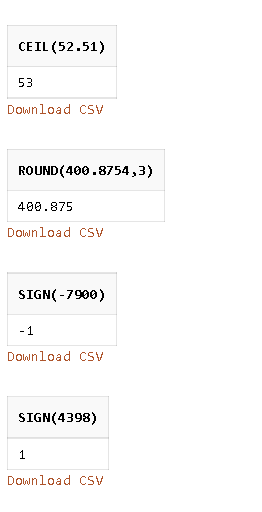 CEIL(52.51)
53
Download CSV
ROUND(400.8754,3)
400.875
Download CSV
SIGN(-7900)
-1
Download CSV
SIGN(4398)
1
Download CSV